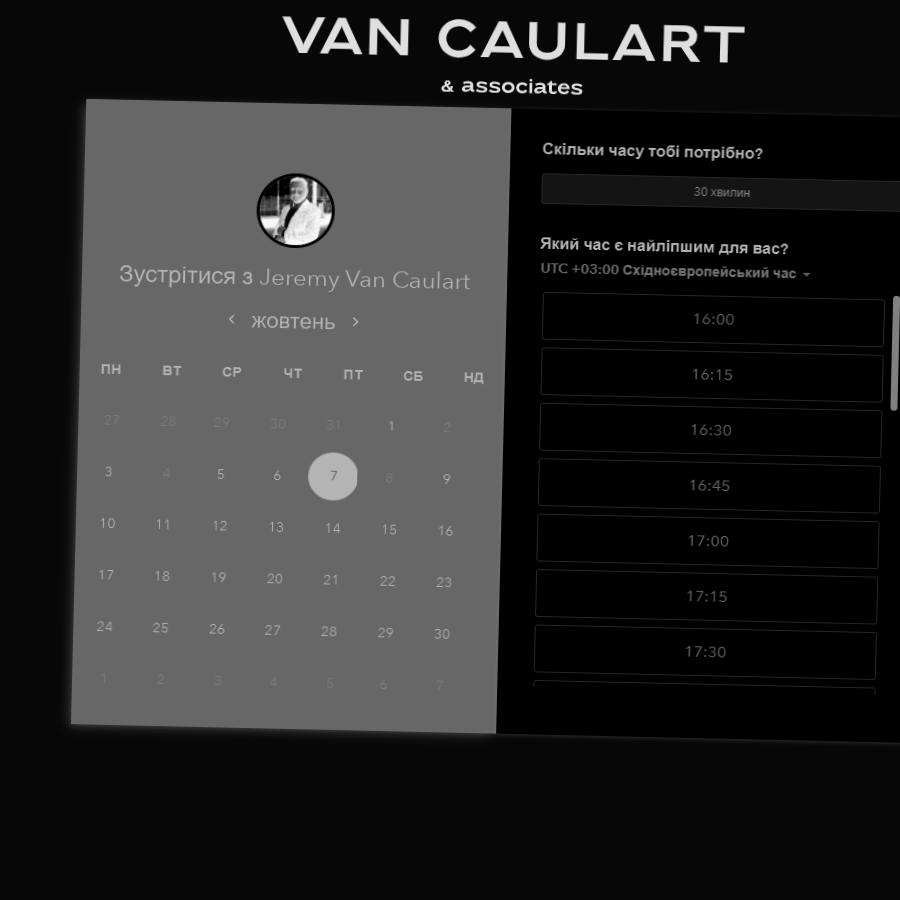 VAN CAULART
& associates
Зустрітися з Jeremy Van Caulart
жовтень
ПН ВТ СР ЧТ ПТ СБ НД
27 28 29 30 31 1 2
3 4 5 6 7 8 9
10 11 12 13 14 15 16
17 18 19 20 21 22 23
24 25 26 27 28 29 30
1 2 3 4 5 6 7
Скільки часу тобі потрібно?
30 хвилин
Який час є найліпшим для вас?
UTC +03:00 Східноєвропейський час
16:00
16:15
16:30
16:45
17:00
17:15
17:30